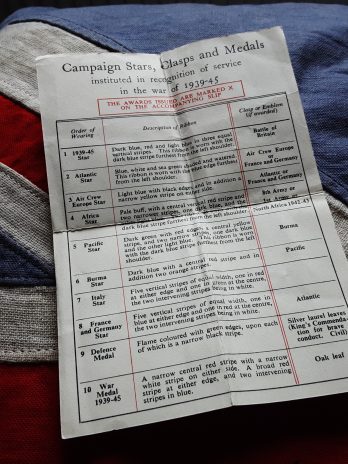 Campaign Stars, Clasps and Medals
instituted in recognition of service
in the war of 1939-45
THE AWARDS ISSUED ARE MARKED X
ON THE ACCOMPANYING SLIP
Order of Wearing
Description of Ribbon
Clasp or Emblem (if awarded)
1 1939-45 Star
Dark blue, red and light blue in three equal
vertical stripes. This ribbon is worn with the
dark blue stripe furthest from the left shoulder.
Battle of Britain
2 Atlantic Star
Blue, white and sea green shaded and watered.
This ribbon is worn with the blue edge furthest
from the left shoulder.
Air Crew Europe
or
France and Germany
3 Air Crew Europe Star
Light blue with black edges and in addition a
narrow yellow stripe on either side.
Atlantic or
France and Germany
4 Africa Star
Pale buff, with a central vertical red stripe and
two narrower stripes, one blue,
dark blue stripe furthest from the left shoulder.
8th Army or
1st Army or
North Africa 1942-43
5 Pacific Star
Dark green with red edges, a central yellow
stripe, and two narrow stripes, one dark blue
and the other light blue. This ribbon is worn
with the dark blue stripe furthest from the left
shoulder.
Burma
6 Burma Star
Dark blue with a central red stripe and in
addition two orange stripes.
Pacific
7 Italy Star
Five vertical stripes of equal width, one in red
at either edge and one in green at the centre,
the two intervening stripes being in white.
8 France and Germany Star
Five vertical stripes of equal width, one in
blue at either edge and one in red at the centre,
the two intervening stripes being in white.
Atlantic
9 Defence Medal
Flame coloured with green edges, upon each
of which is a narrow black stripe.
Silver laurel leaves
(King's Commenda-
tion for brave
conduct. Civil)
10 War Medal 1939-45
A narrow central red stripe with a narrow
white stripe on either side. A broad red
stripe at either edge, and two intervening
stripes in blue.
Oak leaf